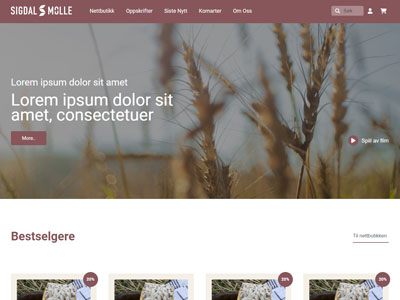 SIGDAL MØLLE
Nettbutikk Oppskrifter Siste Nytt Kornarter Om Oss
Søk
Lorem ipsum dolor sit amet
Lorem ipsum dolor sit
amet, consectetuer
More.
Spill av film
Bestselgere
Til nettbutikken
20% 20% 20% 20%